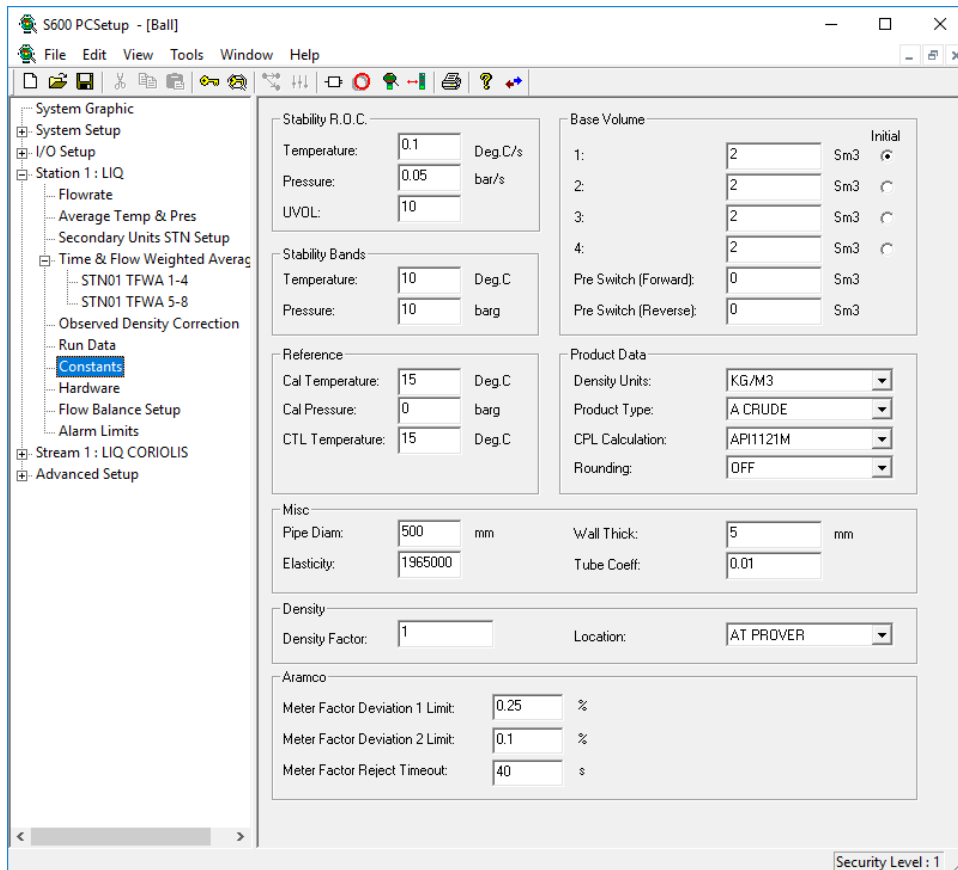 S600 PCSetup - [Ball]
File Edit View Tools Window Help
System Graphic
System Setup
I/O Setup
Station 1 : LIQ
Flowrate
Average Temp & Pres
Secondary Units STN Setup
Time & Flow Weighted Averag
STN01 TFWA 1-4
STN01 TFWA 5-8
Observed Density Correction
Run Data
Constants
Hardware
Flow Balance Setup
Alarm Limits
Stream 1 : LIQ CORIOLIS
Advanced Setup
Stability R.O.C.
Temperature: 0.1 Deg.C/s
Pressure: 0.05 bar/s
UVOL: 10
Stability Bands
Temperature: 10 Deg.C
Pressure: 10 barg
Base Volume
Initial
1: 2 Sm3
2: 2 Sm3
3: 2 Sm3
4: 2 Sm3
Pre Switch (Forward): 0 Sm3
Pre Switch (Reverse): 0 Sm3
Reference
Cal Temperature: 15 Deg.C
Cal Pressure: 0 barg
CTL Temperature: 15 Deg.C
Product Data
Density Units: KG/M3
Product Type: A CRUDE
CPL Calculation: API1121M
Rounding: OFF
Misc
Pipe Diam: 500 mm Wall Thick: 5 mm
Elasticity: 1965000 Tube Coeff: 0.01
Density
Density Factor: 1 Location: AT PROVER
Aramco
Meter Factor Deviation 1 Limit: 0.25 %
Meter Factor Deviation 2 Limit: 0.1 %
Meter Factor Reject Timeout: 40 s
Security Level : 1